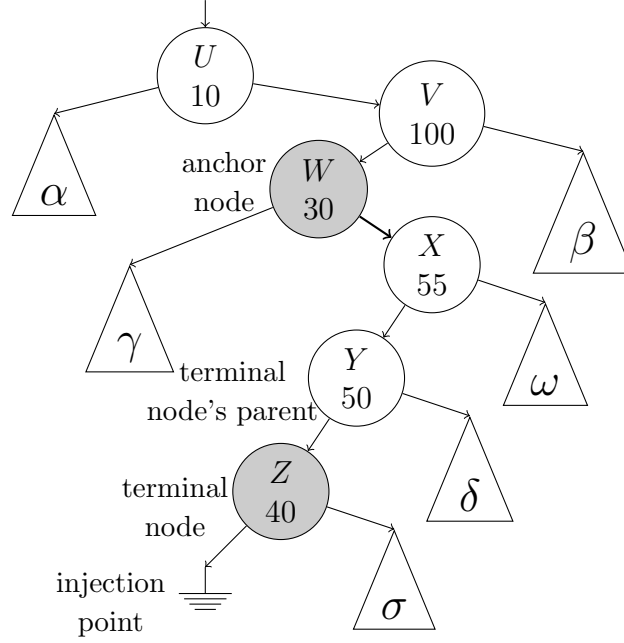 U
10
V
100
anchor
node
W
30
α
β
X
55
γ
Y
50
ω
terminal
node's parent
Z
40
terminal
node
δ
injection
point
σ